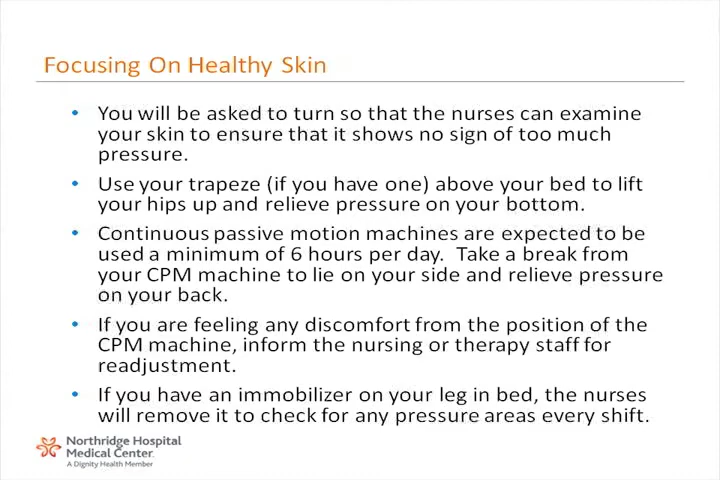 Focusing On Healthy Skin
• You will be asked to turn so that the nurses can examine
your skin to ensure that it shows no sign of too much
pressure.
• Use your trapeze (if you have one) above your bed to lift
your hips up and relieve pressure on your bottom.
• Continuous passive motion machines are expected to be
used a minimum of 6 hours per day. Take a break from
your CPM machine to lie on your side and relieve pressure
on your back.
• If you are feeling any discomfort from the position of the
CPM machine, inform the nursing or therapy staff for
readjustment.
• If you have an immobilizer on your leg in bed, the nurses
will remove it to check for any pressure areas every shift.
Northridge Hospital
Medical Center.
A Dignity Health Member